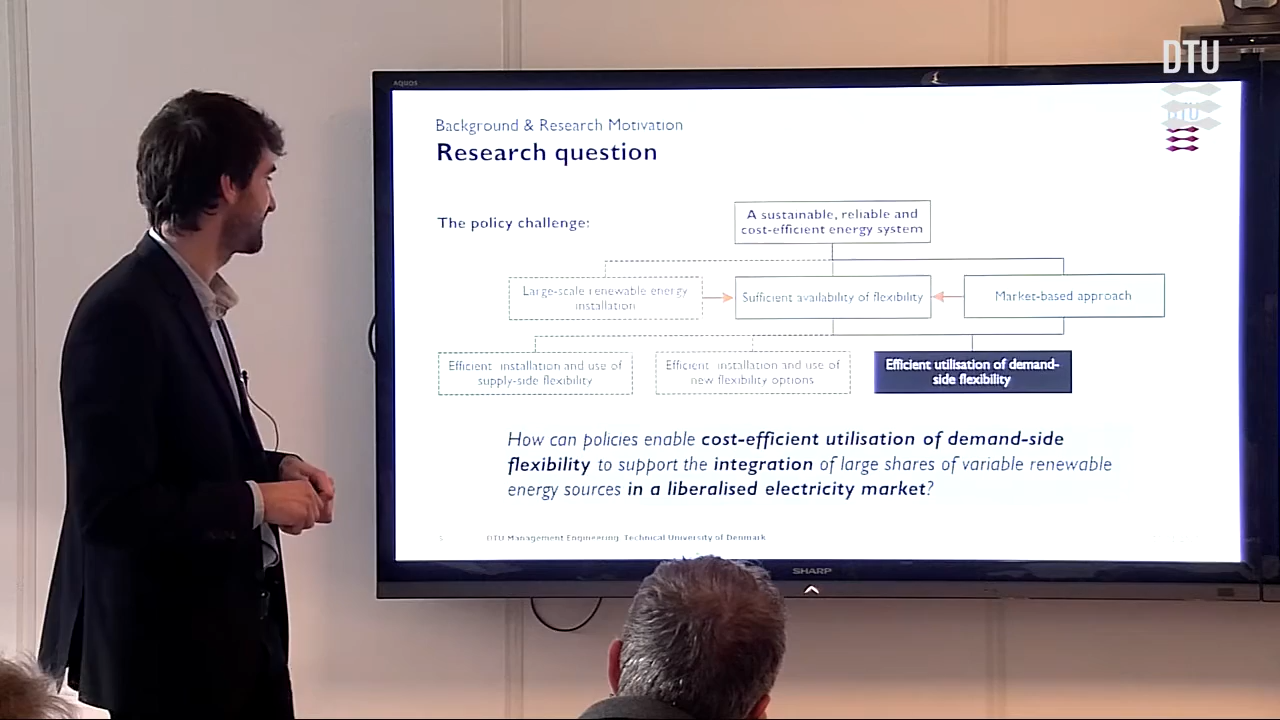 DTU
AQUOS
DTU
Background & Research Motivation
Research question
The policy challenge:
A sustainable, reliable and
cost-efficient energy system
Large-scale renewable energy
installation
Sufficient availability of flexibility
Market-based approach
Efficient installation and use of
supply-side flexibility
Efficient installation and use of
new flexibility options
Efficient utilisation of demand-
side flexibility
How can policies enable cost-efficient utilisation of demand-side
flexibility to support the integration of large shares of variable renewable
energy sources in a liberalised electricity market?
DTU Management Engineering, Technical University of Denmark
SHARP